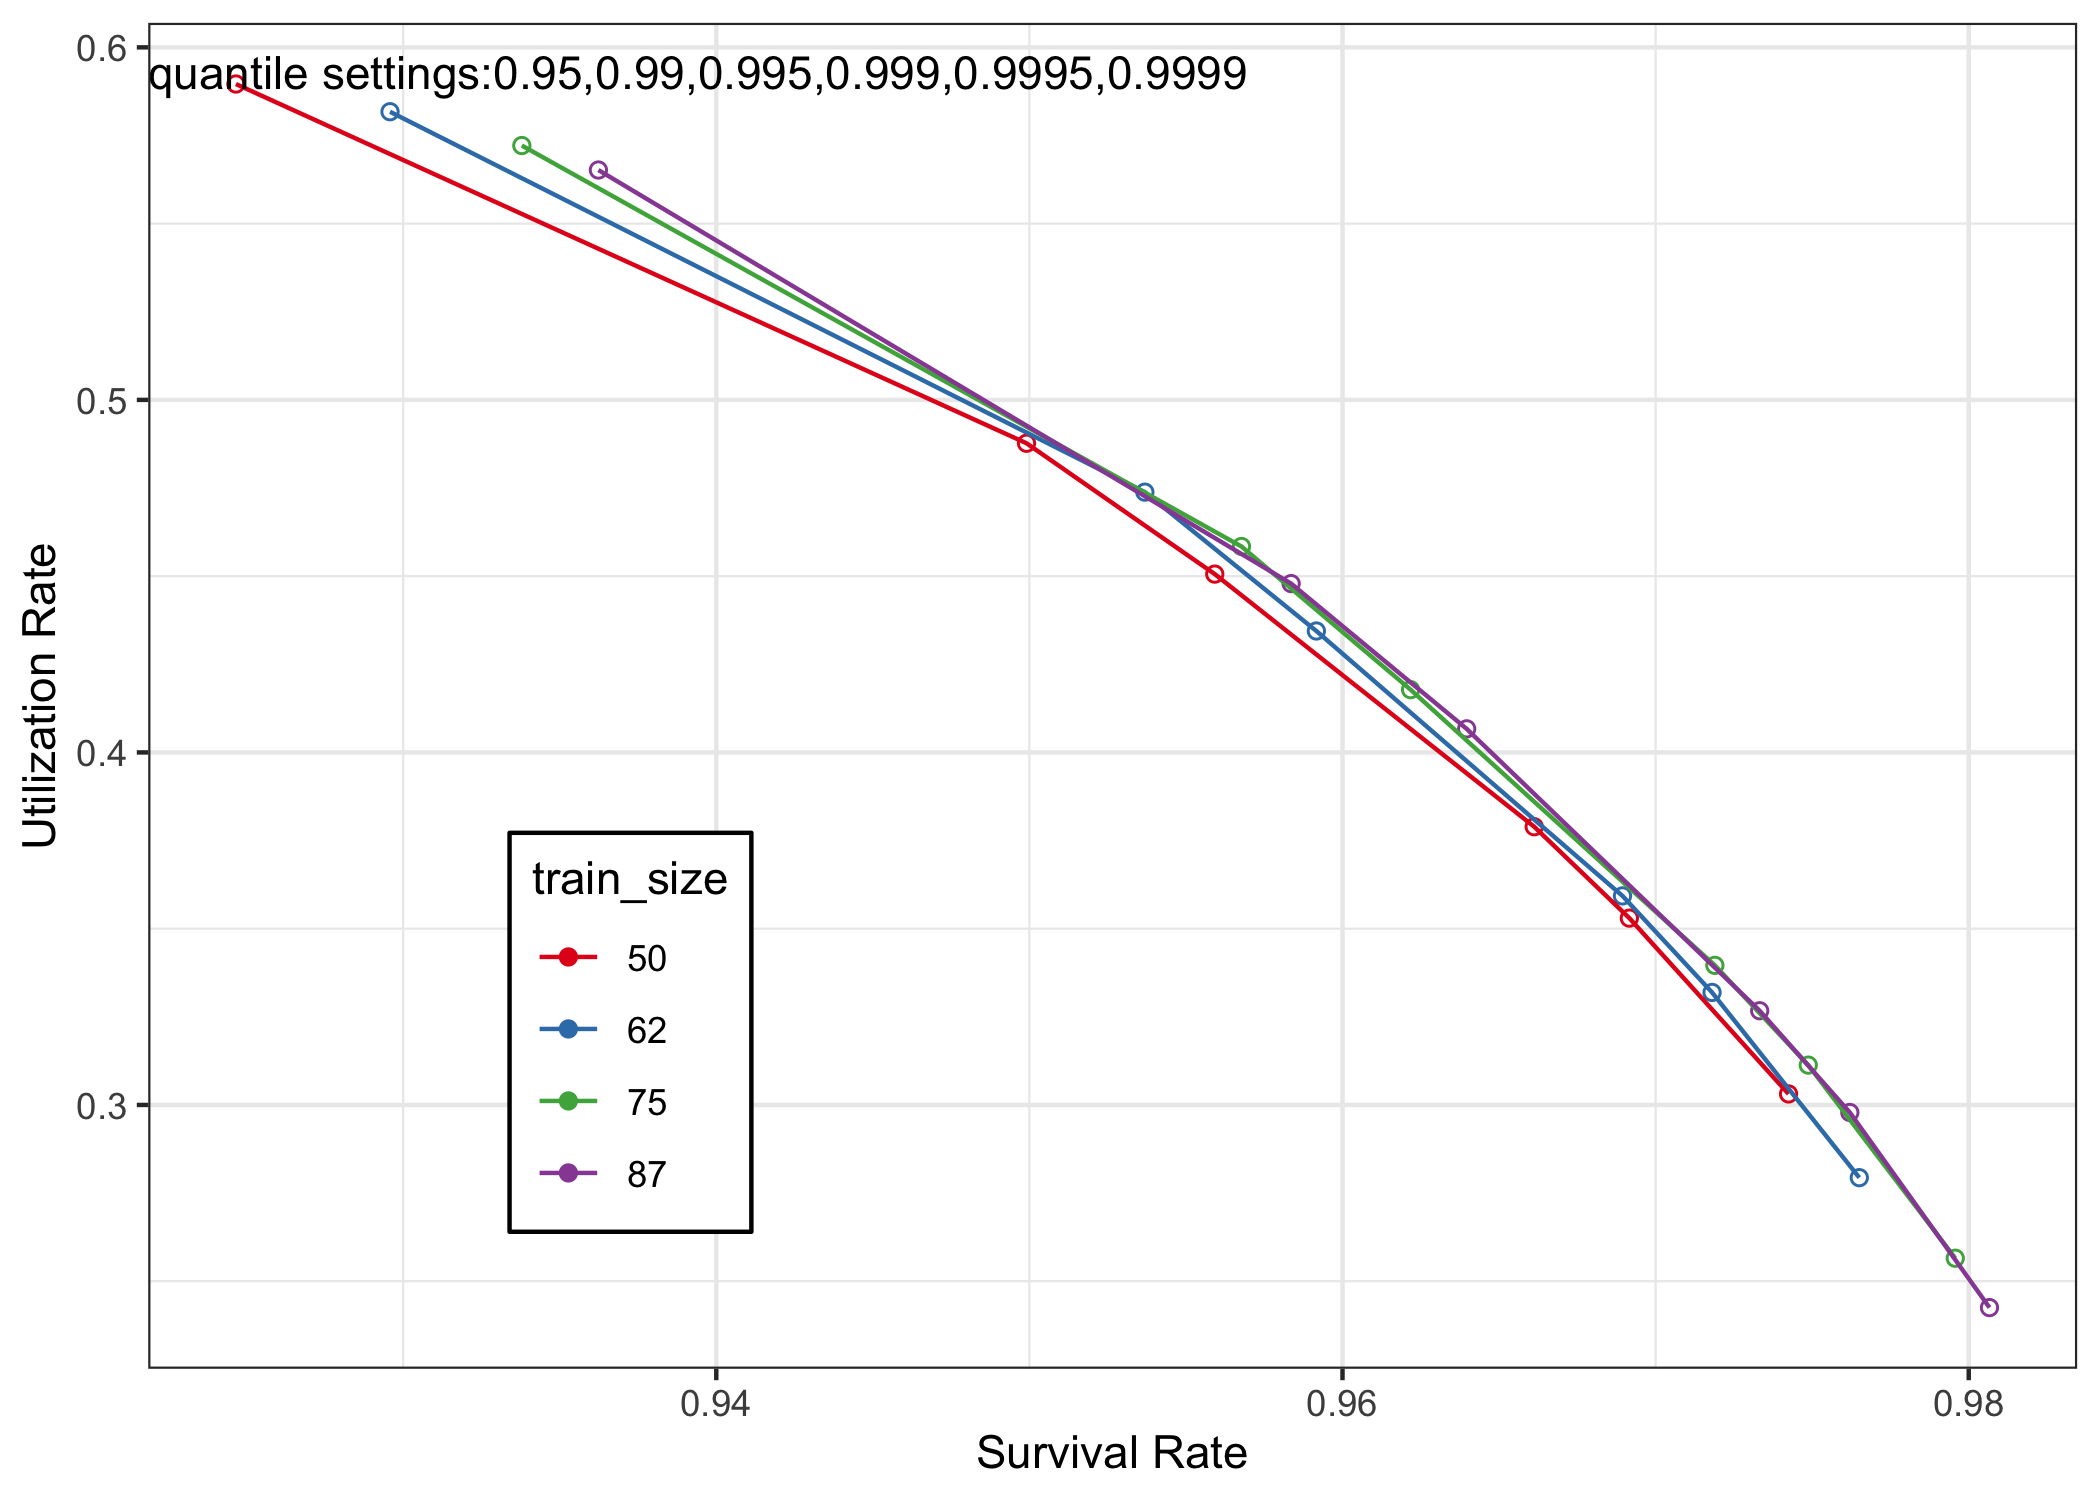 0.6
quantile settings:0.95,0.99,0.995,0.999,0.9995,0.9999
0.5
Utilization Rate
0.4
train_size
50
62
75
87
0.3
0.94
0.96
0.98
Survival Rate